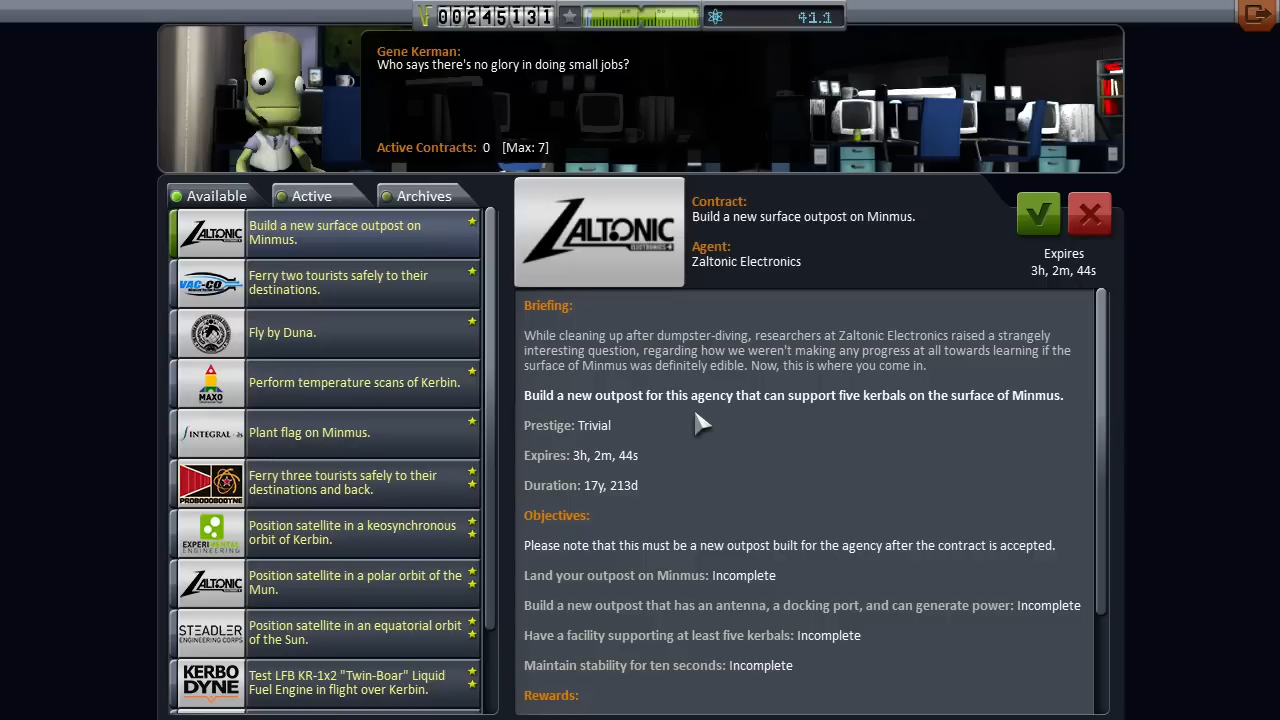 00245131
41.1
Gene Kerman:
Who says there's no glory in doing small jobs?
Active Contracts: 0 [Max: 7]
Available
Active
Archives
ZALTONIC
Build a new surface outpost on
Minmus.
VAC-CO
Ferry two tourists safely to their
destinations.
Fly by Duna.
MAXO
Perform temperature scans of Kerbin.
INTEGRAL
Plant flag on Minmus.
PROBODOBODYNE
Ferry three tourists safely to their
destinations and back.
EXPERIMENTAL
ENGINEERING
Position satellite in a keosynchronous
orbit of Kerbin.
ZALTONIC
Position satellite in a polar orbit of the
Mun.
STEADLER
ENGINEERING CORPS
Position satellite in an equatorial orbit
of the Sun.
KERBO
DYNE
Test LFB KR-1x2 "Twin-Boar" Liquid
Fuel Engine in flight over Kerbin.
ZALTONIC
ELECTRONICS
Contract:
Build a new surface outpost on Minmus.
Agent:
Zaltonic Electronics
Expires
3h, 2m, 44s
Briefing:
While cleaning up after dumpster-diving, researchers at Zaltonic Electronics raised a strangely
interesting question, regarding how we weren't making any progress at all towards learning if the
surface of Minmus was definitely edible. Now, this is where you come in.
Build a new outpost for this agency that can support five kerbals on the surface of Minmus.
Prestige: Trivial
Expires: 3h, 2m, 44s
Duration: 17y, 213d
Objectives:
Please note that this must be a new outpost built for the agency after the contract is accepted.
Land your outpost on Minmus: Incomplete
Build a new outpost that has an antenna, a docking port, and can generate power: Incomplete
Have a facility supporting at least five kerbals: Incomplete
Maintain stability for ten seconds: Incomplete
Rewards: